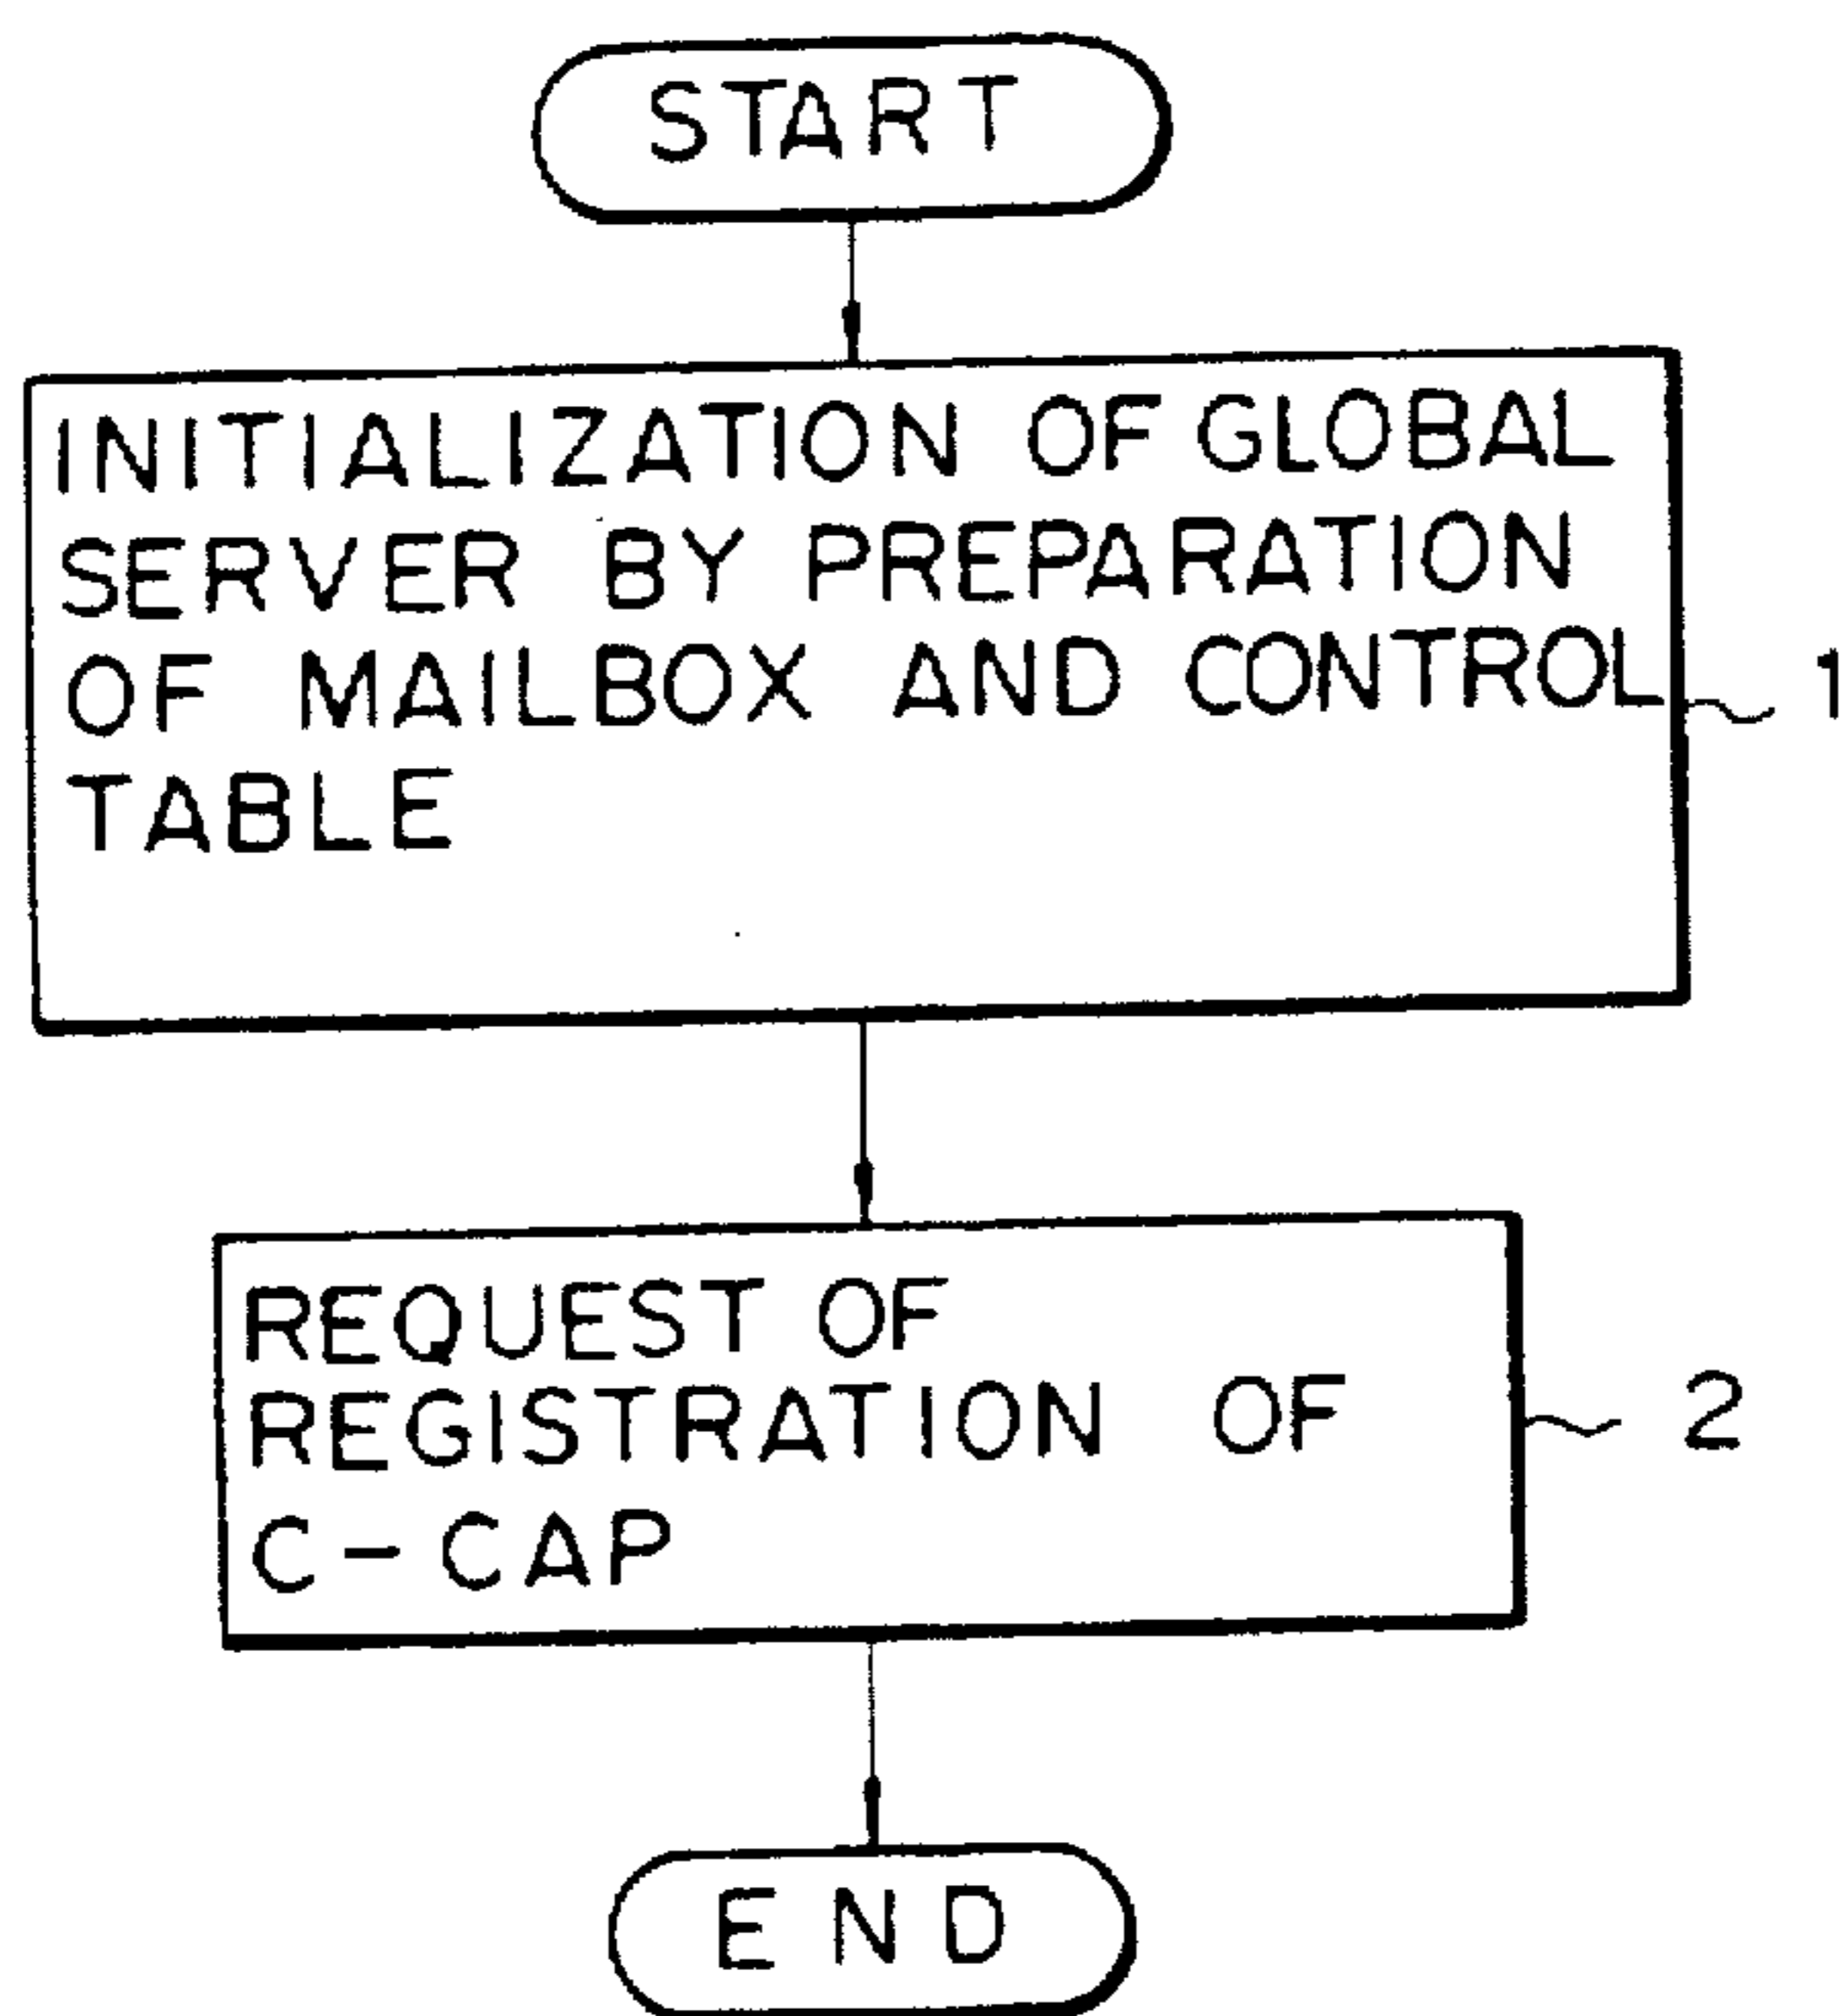 START
INITIALIZATION OF GLOBAL
SERVER BY PREPARATION
OF MAILBOX AND CONTROL
TABLE
1
REQUEST OF
REGISTRATION OF
C-CAP
2
END